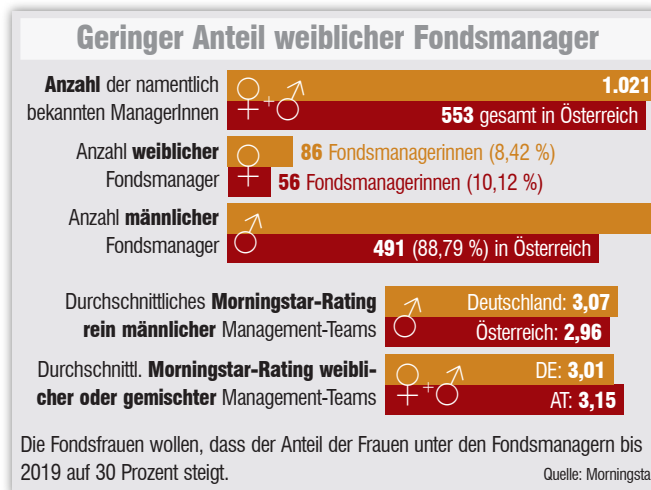 Geringer Anteil weiblicher Fondsmanager
Anzahl der namentlich
bekannten ManagerInnen
1.021
553 gesamt in Österreich
Anzahl weiblicher
Fondsmanager
86 Fondsmanagerinnen (8,42 %)
56 Fondsmanagerinnen (10,12 %)
Anzahl männlicher
Fondsmanager
491 (88,79 %) in Österreich
Durchschnittliches Morningstar-Rating
rein männlicher Management-Teams
Deutschland: 3,07
Österreich: 2,96
Durchschnittl. Morningstar-Rating weibli-
cher oder gemischter Management-Teams
DE: 3,01
AT: 3,15
Die Fondsfrauen wollen, dass der Anteil der Frauen unter den Fondsmanagern bis
2019 auf 30 Prozent steigt.
Quelle: Morningsta